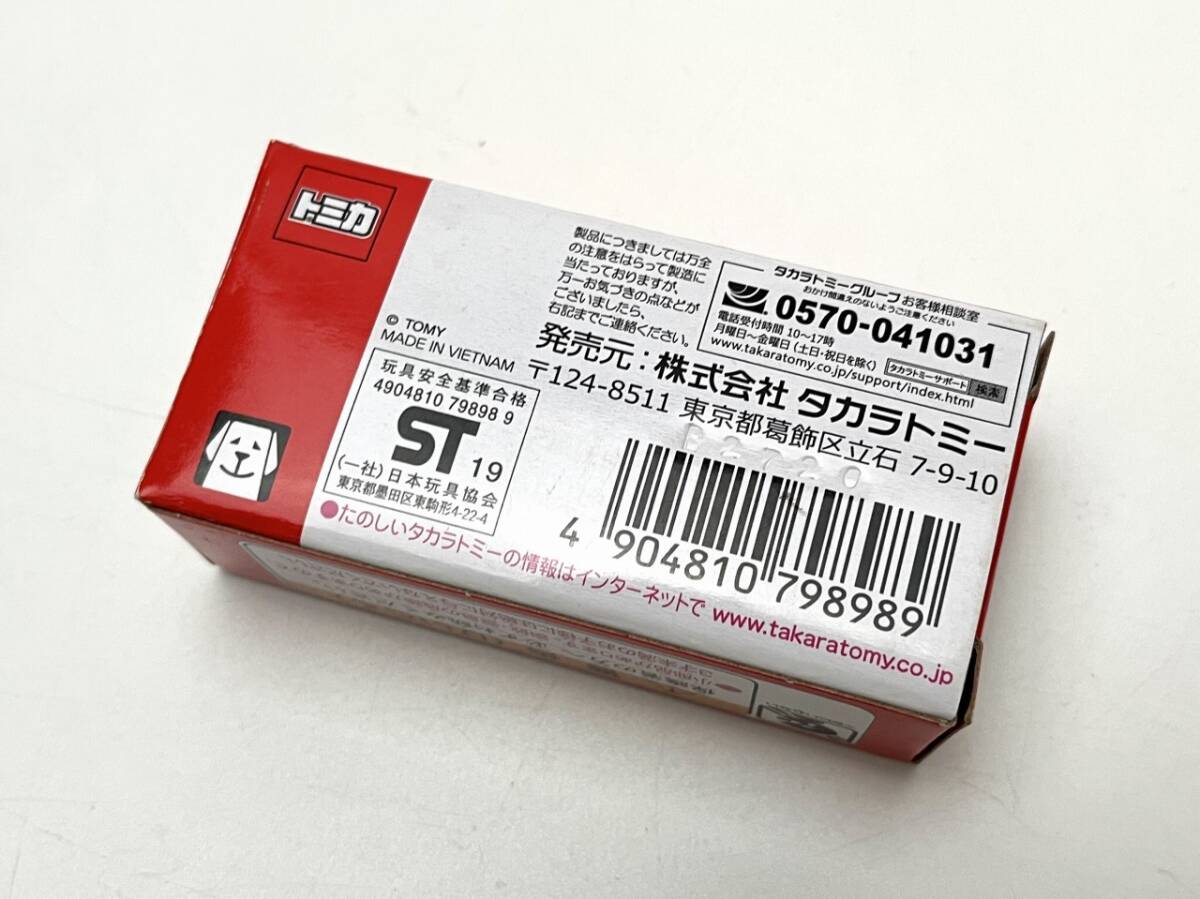 トミカ
製品につきましては万全
の注意をはらって製造に
当たっておりますが、
万一お気づきの点などが
ございましたら、
右記までご連絡ください。
タカラトミーグループお客様相談室
おかけ間違えのないようご注意ください
0570-041031
電話受付時間 10〜17時
月曜日〜金曜日 (土日・祝日を除く)
www.takaratomy.co.jp/support/index.html
タカラトミーサポート 検索
発売元：株式会社 タカラトミー
〒124-8511 東京都葛飾区立石 7-9-10
© TOMY
MADE IN VIETNAM
玩具安全基準合格
4904810 79898 9
ST 19
(一社) 日本玩具協会
東京都墨田区東駒形4-22-4
4 904810 798989
●たのしいタカラトミーの情報はインターネットで www.takaratomy.co.jp